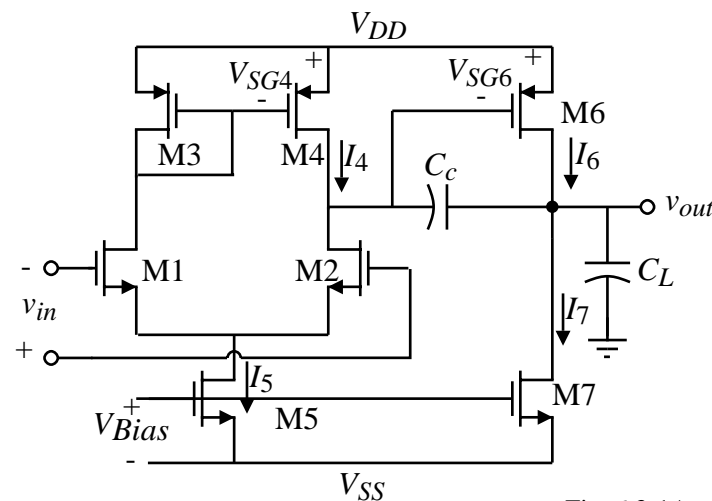 VDD
+
+
VSG4
VSG6
-
-
M6
M3
M4
I4
Cc
I6
vout
-
M1
M2
CL
vin
I7
+
I5
+
M7
VBias
M5
-
VSS